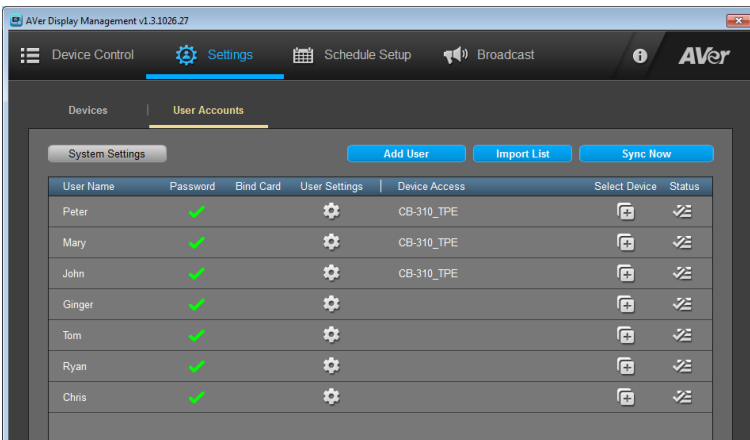 AVer Display Management v1.3.1026.27
Device Control Settings Schedule Setup Broadcast AVer
Devices | User Accounts
System Settings Add User Import List Sync Now
User Name Password Bind Card User Settings Device Access Select Device Status
Peter CB-310_TPE
Mary CB-310_TPE
John CB-310_TPE
Ginger
Tom
Ryan
Chris